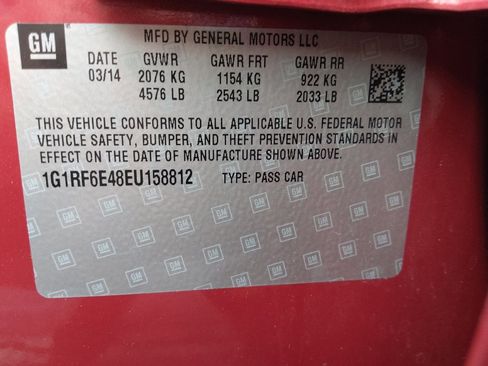 GM MFD BY GENERAL MOTORS LLC
DATE GVWR GAWR FRT GAWR RR
03/14 2076 KG 1154 KG 922 KG
4576 LB 2543 LB 2033 LB
THIS VEHICLE CONFORMS TO ALL APPLICABLE U.S. FEDERAL MOTOR
VEHICLE SAFETY, BUMPER, AND THEFT PREVENTION STANDARDS IN
EFFECT ON THE DATE OF MANUFACTURE SHOWN ABOVE.
1G1RF6E48EU158812 TYPE: PASS CAR